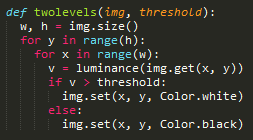 def twolevels(img, threshold):
  w, h = img.size()
  for y in range(h):
    for x in range(w):
      v = luminance(img.get(x, y))
      if v > threshold:
        img.set(x, y, Color.white)
      else:
        img.set(x, y, Color.black)